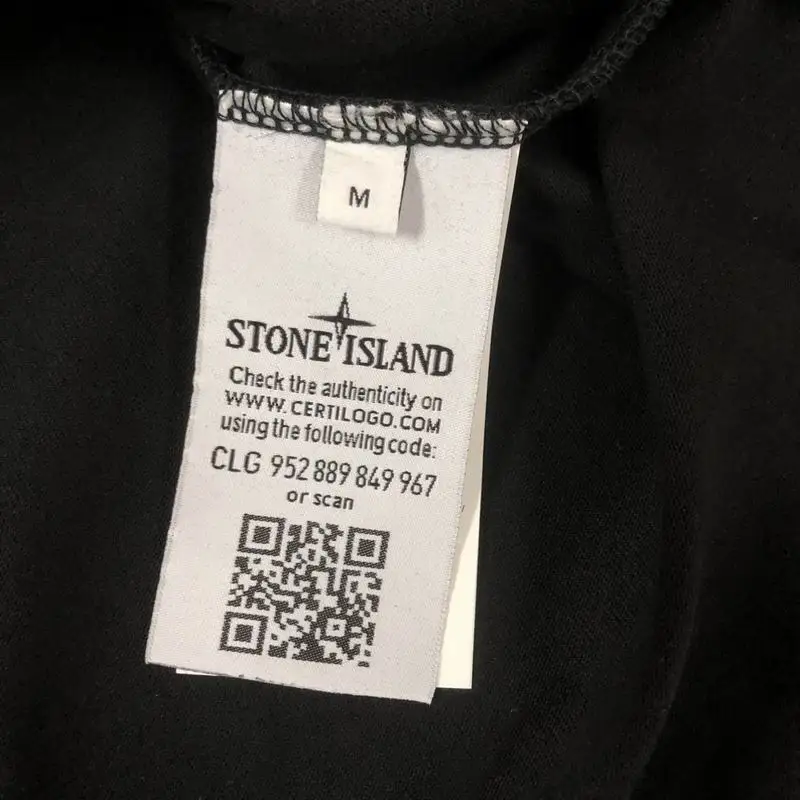 M
STONE ISLAND
Check the authenticity on
WWW.CERTILOGO.COM
using the following code:
CLG 952 889 849 967
or scan